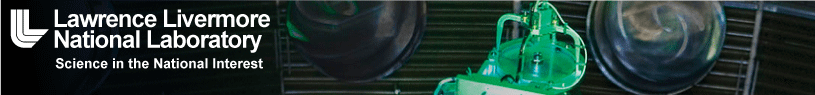 Lawrence Livermore
National Laboratory
Science in the National Interest